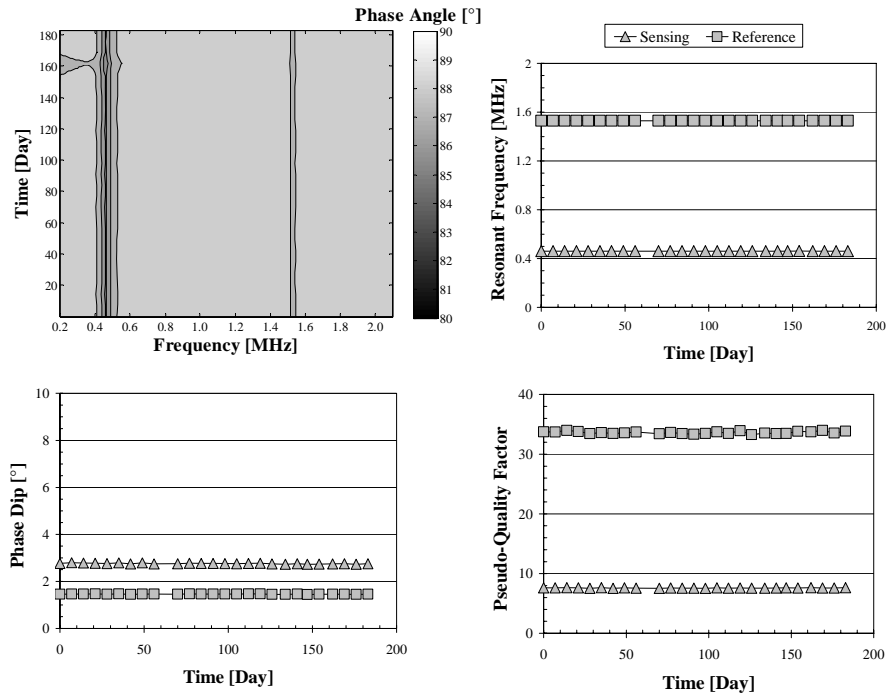 Phase Angle [°]
180
160
140
120
100
80
60
40
20
Time [Day]
0.2 0.4 0.6 0.8 1.0 1.2 1.4 1.6 1.8 2.0
Frequency [MHz]
90
89
88
87
86
85
84
83
82
81
80
Sensing Reference
2
1.6
1.2
0.8
0.4
0
Resonant Frequency [MHz]
0 50 100 150 200
Time [Day]
10
8
6
4
2
0
Phase Dip [°]
0 50 100 150 200
Time [Day]
40
30
20
10
0
Pseudo-Quality Factor
0 50 100 150 200
Time [Day]